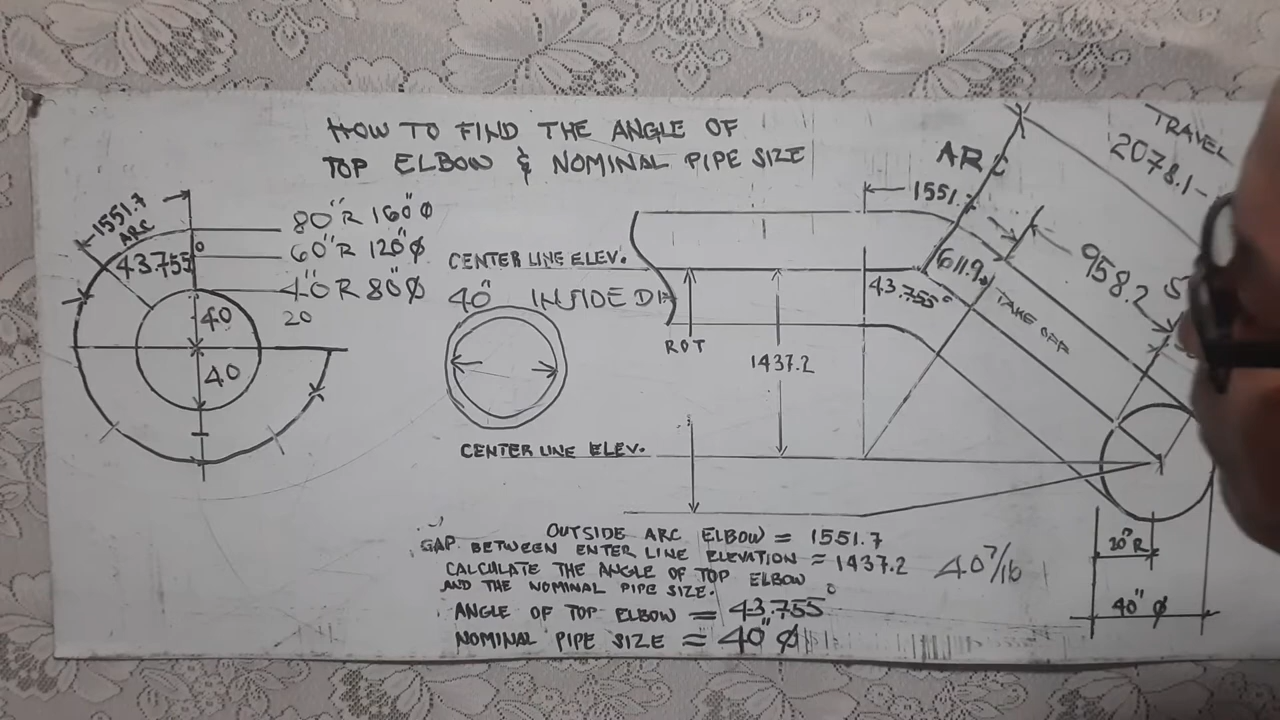 HOW TO FIND THE ANGLE OF
TOP ELBOW & NOMINAL PIPE SIZE
1551.7
ARC
43.755°
80"R 160"Ø
60"R 120"Ø
40"R 80"Ø
20
40
40
CENTER LINE ELEV.
40" INSIDE DIA
CENTER LINE ELEV.
ROT
1437.2
ARC
1551.7
43.755°
611.9
TAKE OFF
958.2
TRAVEL
2078.1-
20"R
40"Ø
OUTSIDE ARC ELBOW = 1551.7
GAP BETWEEN ENTER LINE ELEVATION = 1437.2
40 7/16
CALCULATE THE ANGLE OF TOP ELBOW
AND THE NOMINAL PIPE SIZE.
ANGLE OF TOP ELBOW = 43.755°
NOMINAL PIPE SIZE = 40"Ø